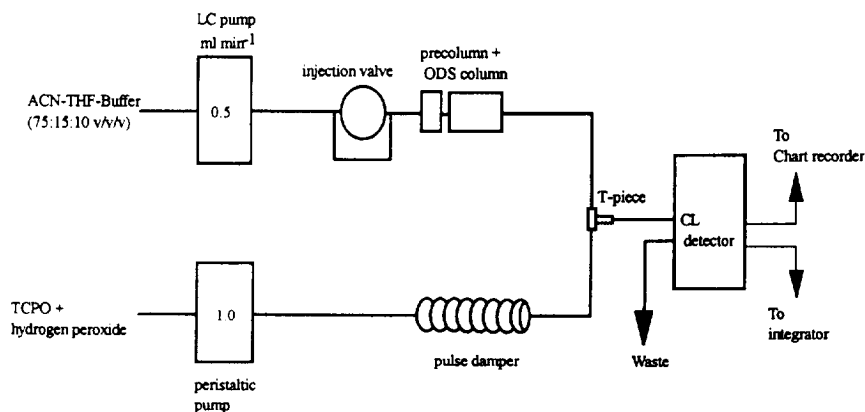 LC pump
ml min-1
injection valve
precolumn +
ODS column
ACN-THF-Buffer
(75:15:10 v/v/v)
0.5
To
Chart recorder
T-piece
CL
detector
TCPO +
hydrogen peroxide
1.0
pulse damper
Waste
To
integrator
peristaltic
pump